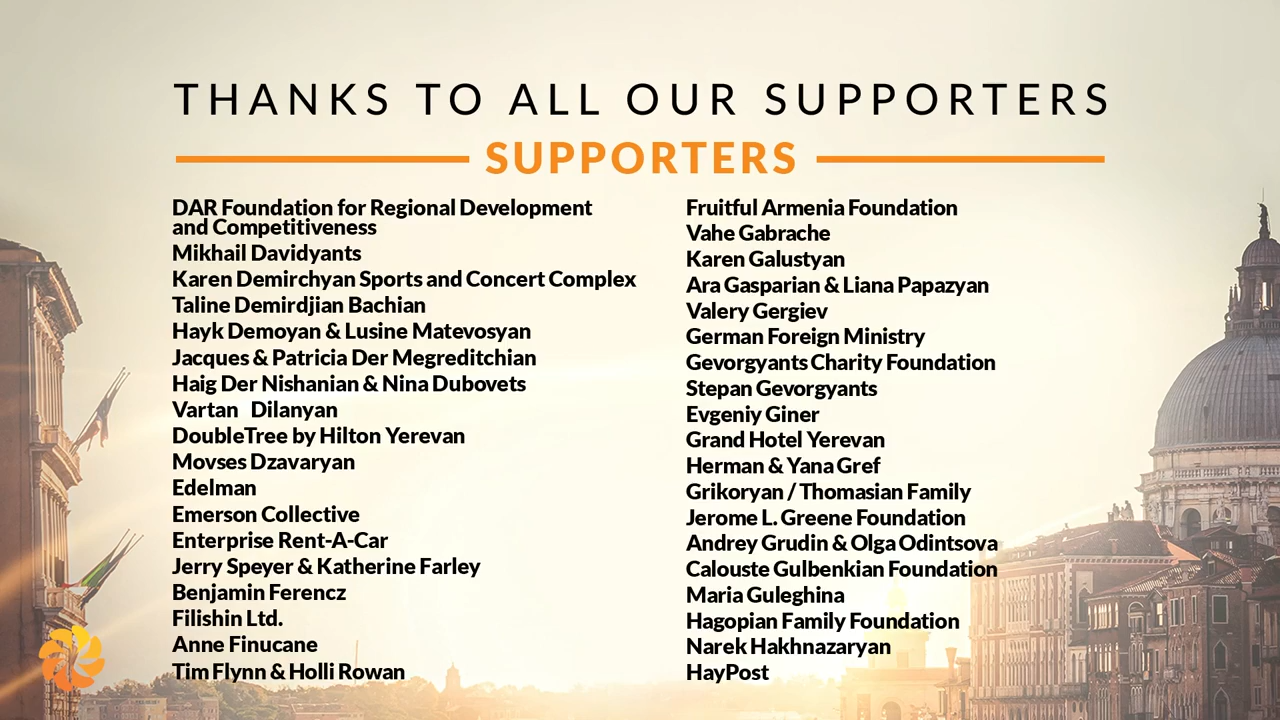 THANKS TO ALL OUR SUPPORTERS
SUPPORTERS
DAR Foundation for Regional Development
and Competitiveness
Mikhail Davidyants
Karen Demirchyan Sports and Concert Complex
Taline Demirdjian Bachian
Hayk Demoyan & Lusine Matevosyan
Jacques & Patricia Der Megreditchian
Haig Der Nishanian & Nina Dubovets
Vartan Dilanyan
DoubleTree by Hilton Yerevan
Movses Dzavaryan
Edelman
Emerson Collective
Enterprise Rent-A-Car
Jerry Speyer & Katherine Farley
Benjamin Ferencz
Filishin Ltd.
Anne Finucane
Tim Flynn & Holli Rowan
Fruitful Armenia Foundation
Vahe Gabrache
Karen Galustyan
Ara Gasparian & Liana Papazyan
Valery Gergiev
German Foreign Ministry
Gevorgyants Charity Foundation
Stepan Gevorgyants
Evgeniy Giner
Grand Hotel Yerevan
Herman & Yana Gref
Grikoryan / Thomasian Family
Jerome L. Greene Foundation
Andrey Grudin & Olga Odintsova
Calouste Gulbenkian Foundation
Maria Guleghina
Hagopian Family Foundation
Narek Hakhnazaryan
HayPost